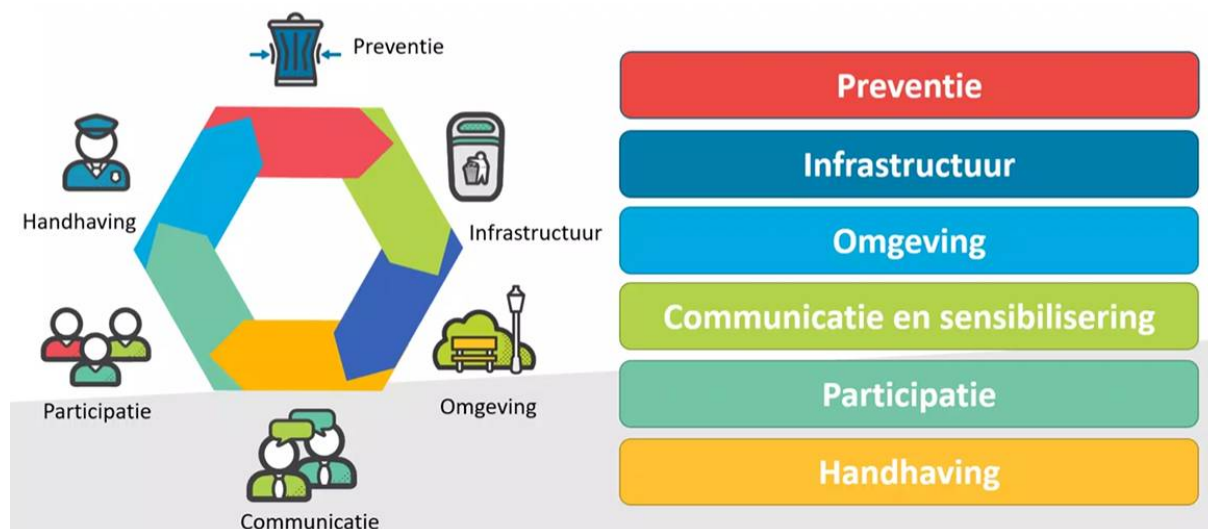 Preventie
Infrastructuur
Omgeving
Communicatie
Participatie
Handhaving
Preventie
Infrastructuur
Omgeving
Communicatie en sensibilisering
Participatie
Handhaving